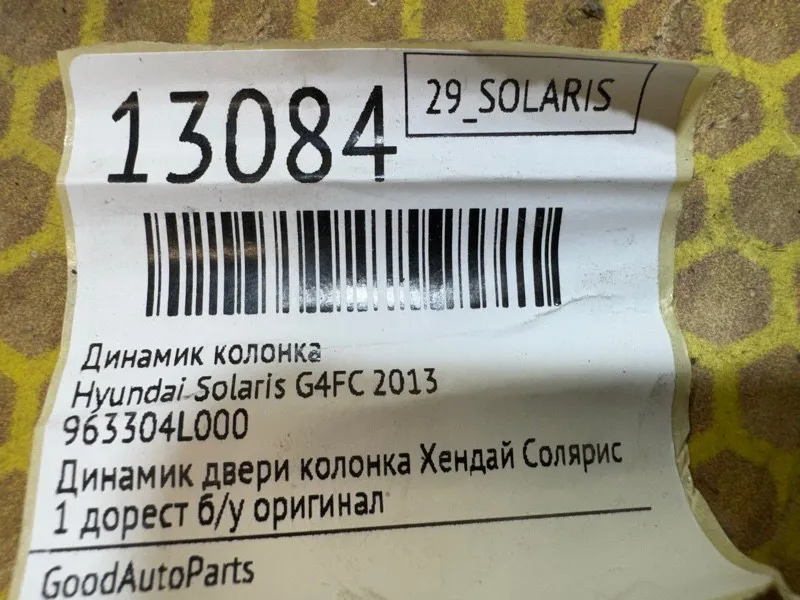 13084
29_SOLARIS
Динамик колонка
Hyundai Solaris G4FC 2013
963304L000
Динамик двери колонка Хендай Солярис
1 дорест б/у оригинал
GoodAutoParts